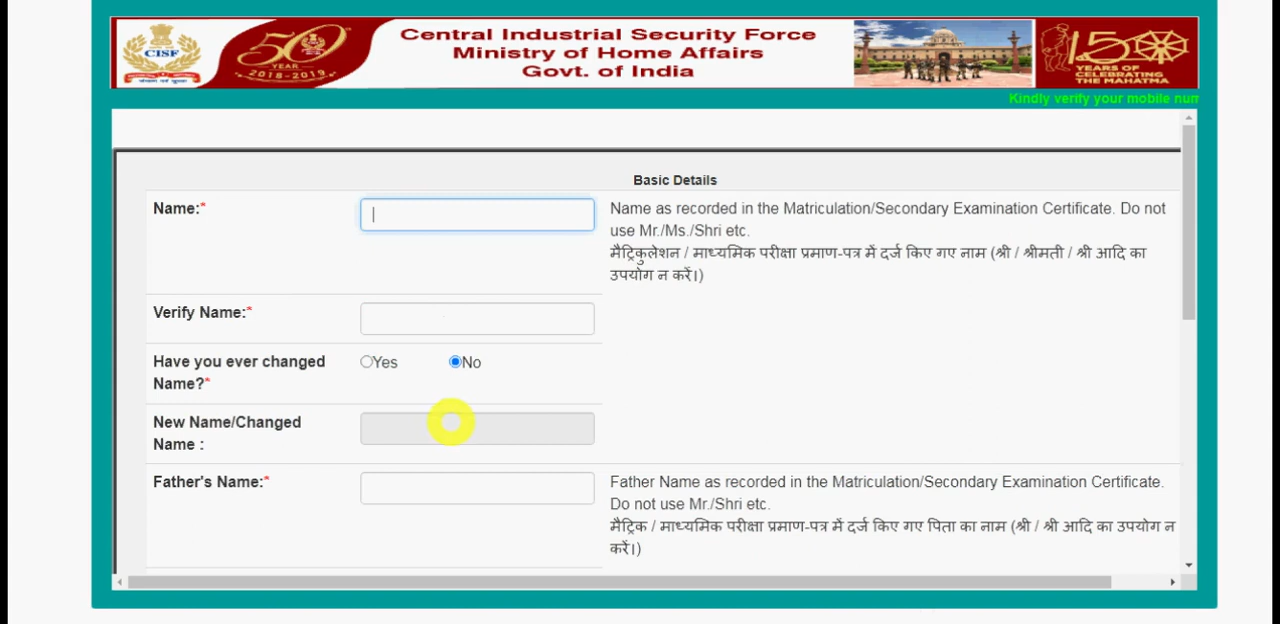 CISF
50
YEAR
2018-2019
Central Industrial Security Force
Ministry of Home Affairs
Govt. of India
150
YEARS OF
CELEBRATING
THE MAHATMA
Kindly verify your mobile num
Basic Details
Name:*
Name as recorded in the Matriculation/Secondary Examination Certificate. Do not
use Mr./Ms./Shri etc.
मैट्रिकुलेशन / माध्यमिक परीक्षा प्रमाण-पत्र में दर्ज किए गए नाम (श्री / श्रीमती / श्री आदि का
उपयोग न करें।)
Verify Name:*
Have you ever changed
Name?*
Yes No
New Name/Changed
Name :
Father's Name:*
Father Name as recorded in the Matriculation/Secondary Examination Certificate.
Do not use Mr./Shri etc.
मैट्रिक / माध्यमिक परीक्षा प्रमाण-पत्र में दर्ज किए गए पिता का नाम (श्री / श्री आदि का उपयोग न
करें।)